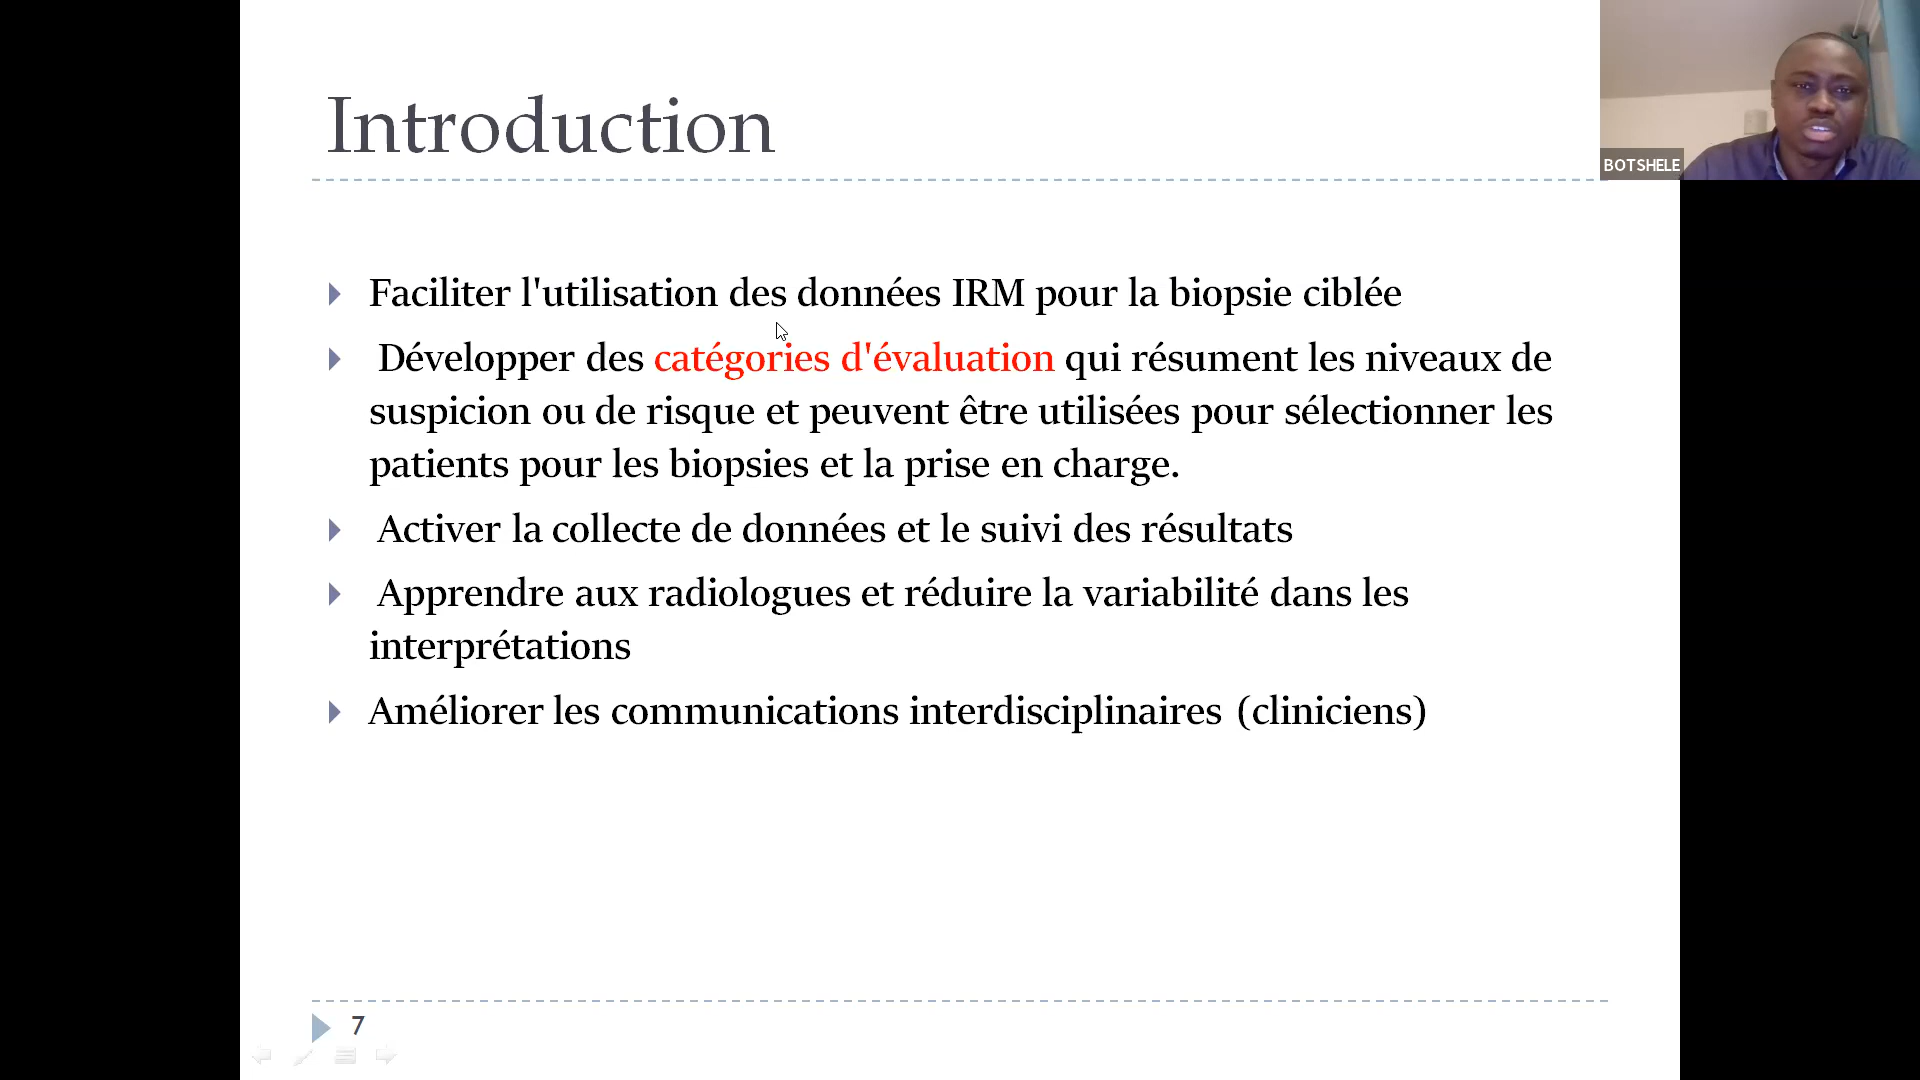 Introduction
BOTSHELE
Faciliter l'utilisation des données IRM pour la biopsie ciblée
Développer des catégories d'évaluation qui résument les niveaux de
suspicion ou de risque et peuvent être utilisées pour sélectionner les
patients pour les biopsies et la prise en charge.
Activer la collecte de données et le suivi des résultats
Apprendre aux radiologues et réduire la variabilité dans les
interprétations
Améliorer les communications interdisciplinaires (cliniciens)
7